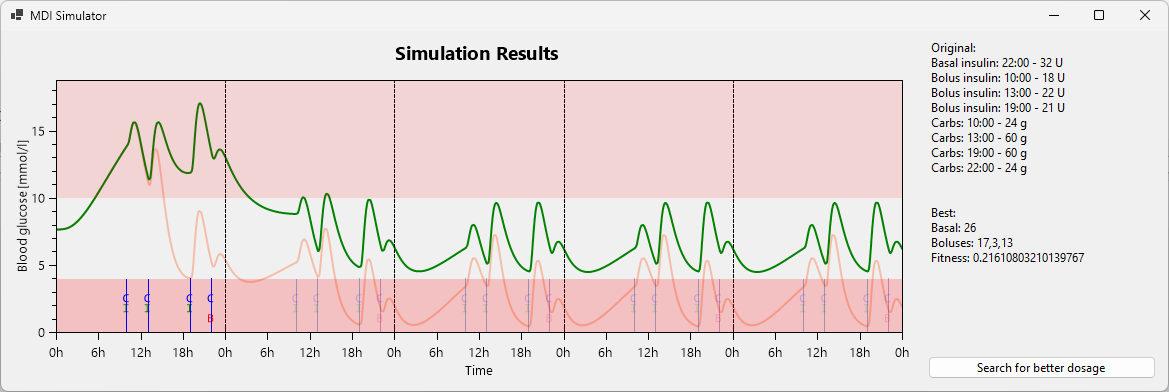 MDI Simulator
Simulation Results
Blood glucose [mmol/l]
15
10
5
0
C C C C C C C C
I I I I I I
B B B B B
0h 6h 12h 18h 0h 6h 12h 18h 0h 6h 12h 18h 0h 6h 12h 18h 0h 6h 12h 18h 0h
Time
Original:
Basal insulin: 22:00 - 32 U
Bolus insulin: 10:00 - 18 U
Bolus insulin: 13:00 - 22 U
Bolus insulin: 19:00 - 21 U
Carbs: 10:00 - 24 g
Carbs: 13:00 - 60 g
Carbs: 19:00 - 60 g
Carbs: 22:00 - 24 g
Best:
Basal: 26
Boluses: 17,3,13
Fitness: 0.21610803210139767
Search for better dosage